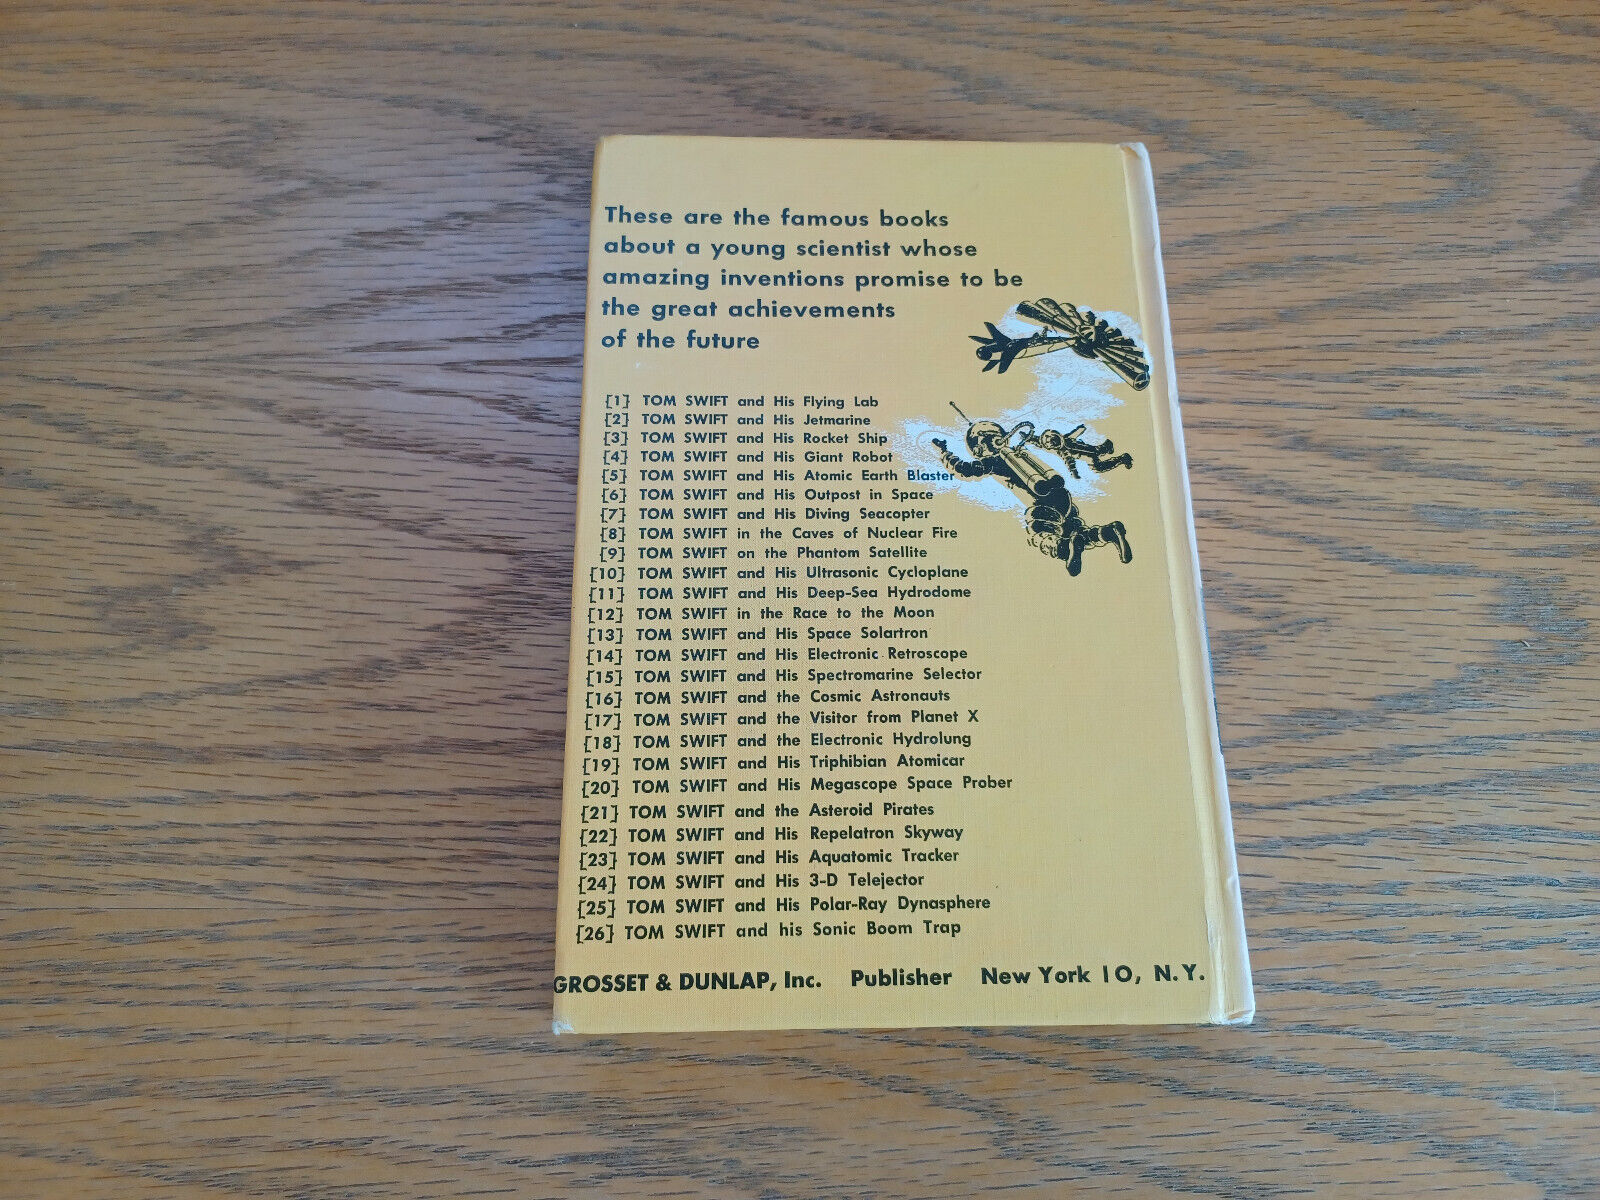 These are the famous books
about a young scientist whose
amazing inventions promise to be
the great achievements
of the future
[1] TOM SWIFT and His Flying Lab
[2] TOM SWIFT and His Jetmarine
[3] TOM SWIFT and His Rocket Ship
[4] TOM SWIFT and His Giant Robot
[5] TOM SWIFT and His Atomic Earth Blaster
[6] TOM SWIFT and His Outpost in Space
[7] TOM SWIFT and His Diving Seacopter
[8] TOM SWIFT in the Caves of Nuclear Fire
[9] TOM SWIFT on the Phantom Satellite
[10] TOM SWIFT and His Ultrasonic Cycloplane
[11] TOM SWIFT and His Deep-Sea Hydrodome
[12] TOM SWIFT in the Race to the Moon
[13] TOM SWIFT and His Space Solartron
[14] TOM SWIFT and His Electronic Retroscope
[15] TOM SWIFT and His Spectromarine Selector
[16] TOM SWIFT and the Cosmic Astronauts
[17] TOM SWIFT and the Visitor from Planet X
[18] TOM SWIFT and the Electronic Hydrolung
[19] TOM SWIFT and His Triphibian Atomicar
[20] TOM SWIFT and His Megascope Space Prober
[21] TOM SWIFT and the Asteroid Pirates
[22] TOM SWIFT and His Repelatron Skyway
[23] TOM SWIFT and His Aquatomic Tracker
[24] TOM SWIFT and His 3-D Telejector
[25] TOM SWIFT and His Polar-Ray Dynasphere
[26] TOM SWIFT and his Sonic Boom Trap
GROSSET & DUNLAP, Inc. Publisher New York 10, N.Y.